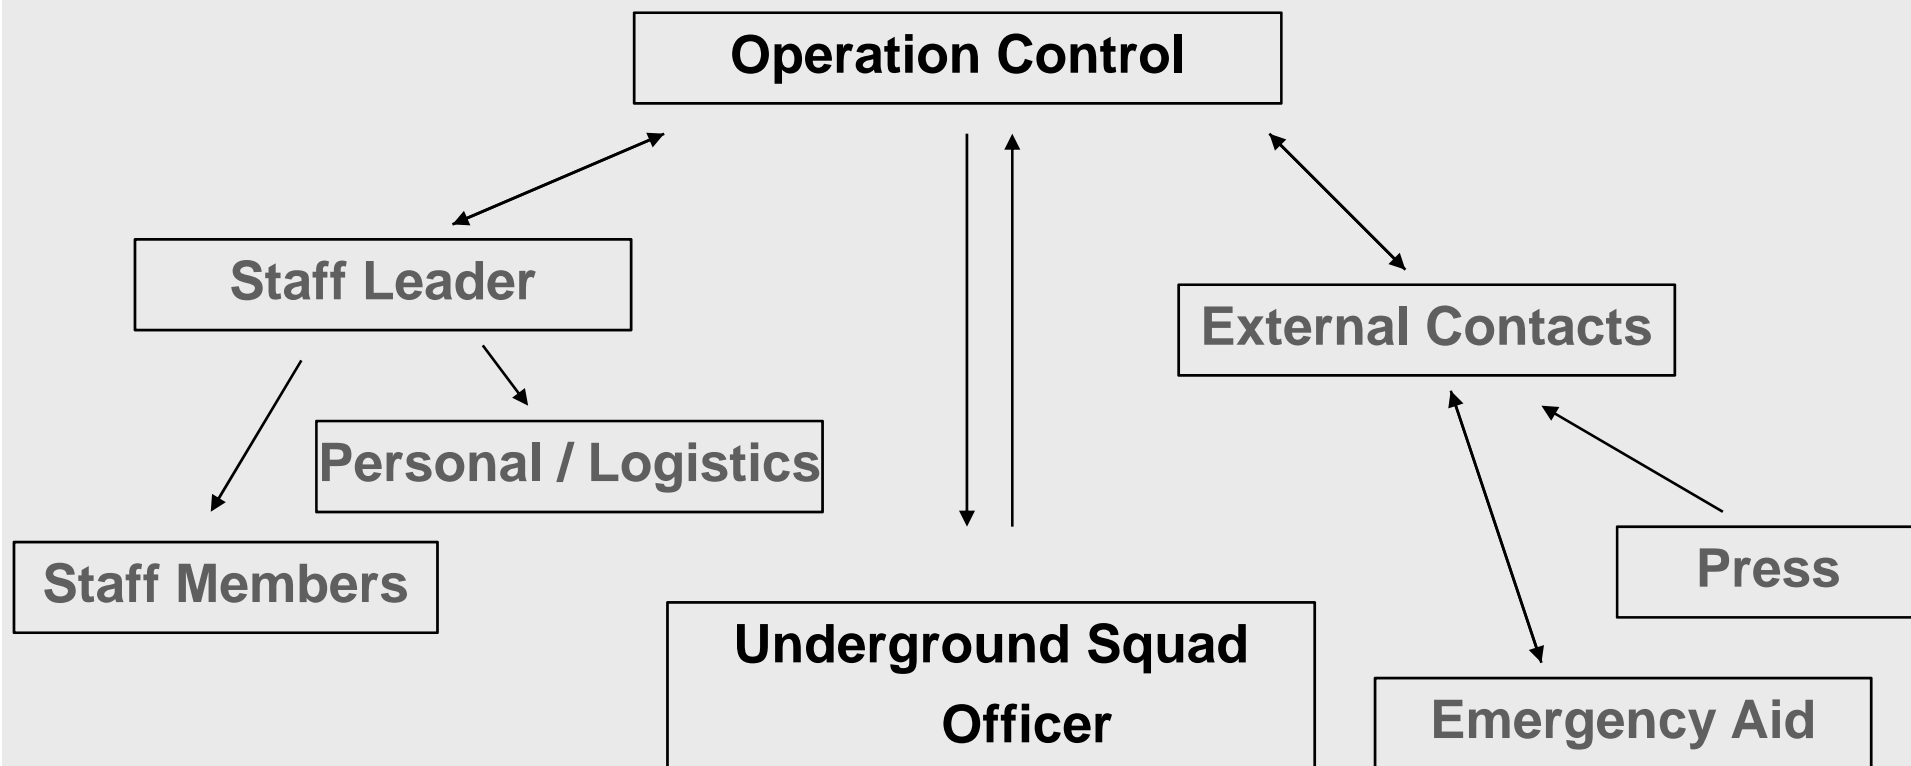 Operation Control
Staff Leader
External Contacts
Personal / Logistics
Staff Members
Press
Underground Squad
Officer
Emergency Aid